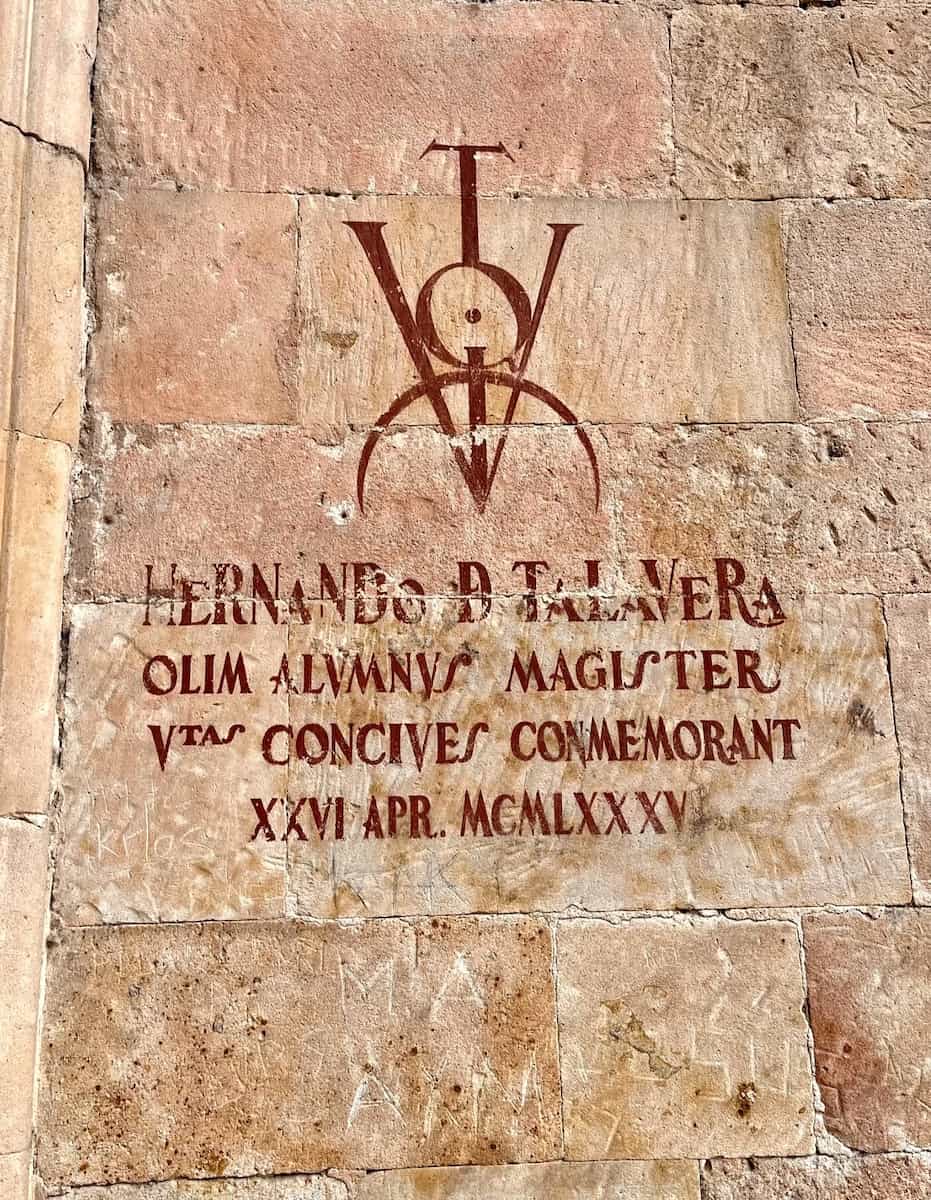 HERNANDO Đ TALAVERA
OLIM ALVMNVS MAGISTER
Vᵀᴬˢ CONCIVES CONMEMORANT
XXVI APR. MCMLXXXV